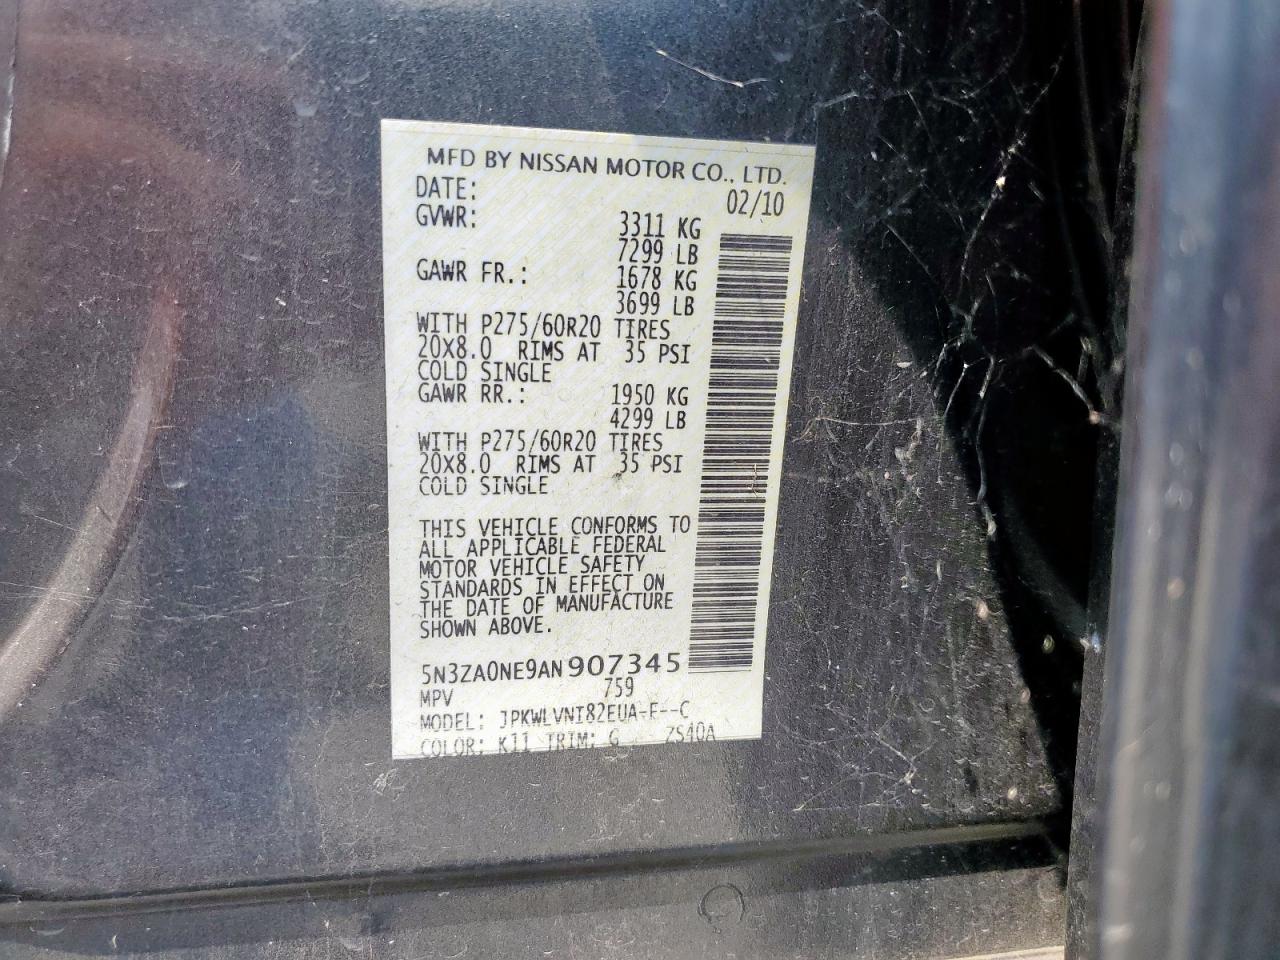 MFD BY NISSAN MOTOR CO., LTD.
DATE: 02/10
GVWR: 3311 KG
7299 LB
GAWR FR.: 1678 KG
3699 LB
WITH P275/60R20 TIRES
20X8.0 RIMS AT 35 PSI
COLD SINGLE
GAWR RR.: 1950 KG
4299 LB
WITH P275/60R20 TIRES
20X8.0 RIMS AT 35 PSI
COLD SINGLE
THIS VEHICLE CONFORMS TO
ALL APPLICABLE FEDERAL
MOTOR VEHICLE SAFETY
STANDARDS IN EFFECT ON
THE DATE OF MANUFACTURE
SHOWN ABOVE.
5N3ZA0NE9AN907345
MPV 759
MODEL: JPKWLVNI82EUA-E--C
COLOR: K11 TRIM: G ZS40A